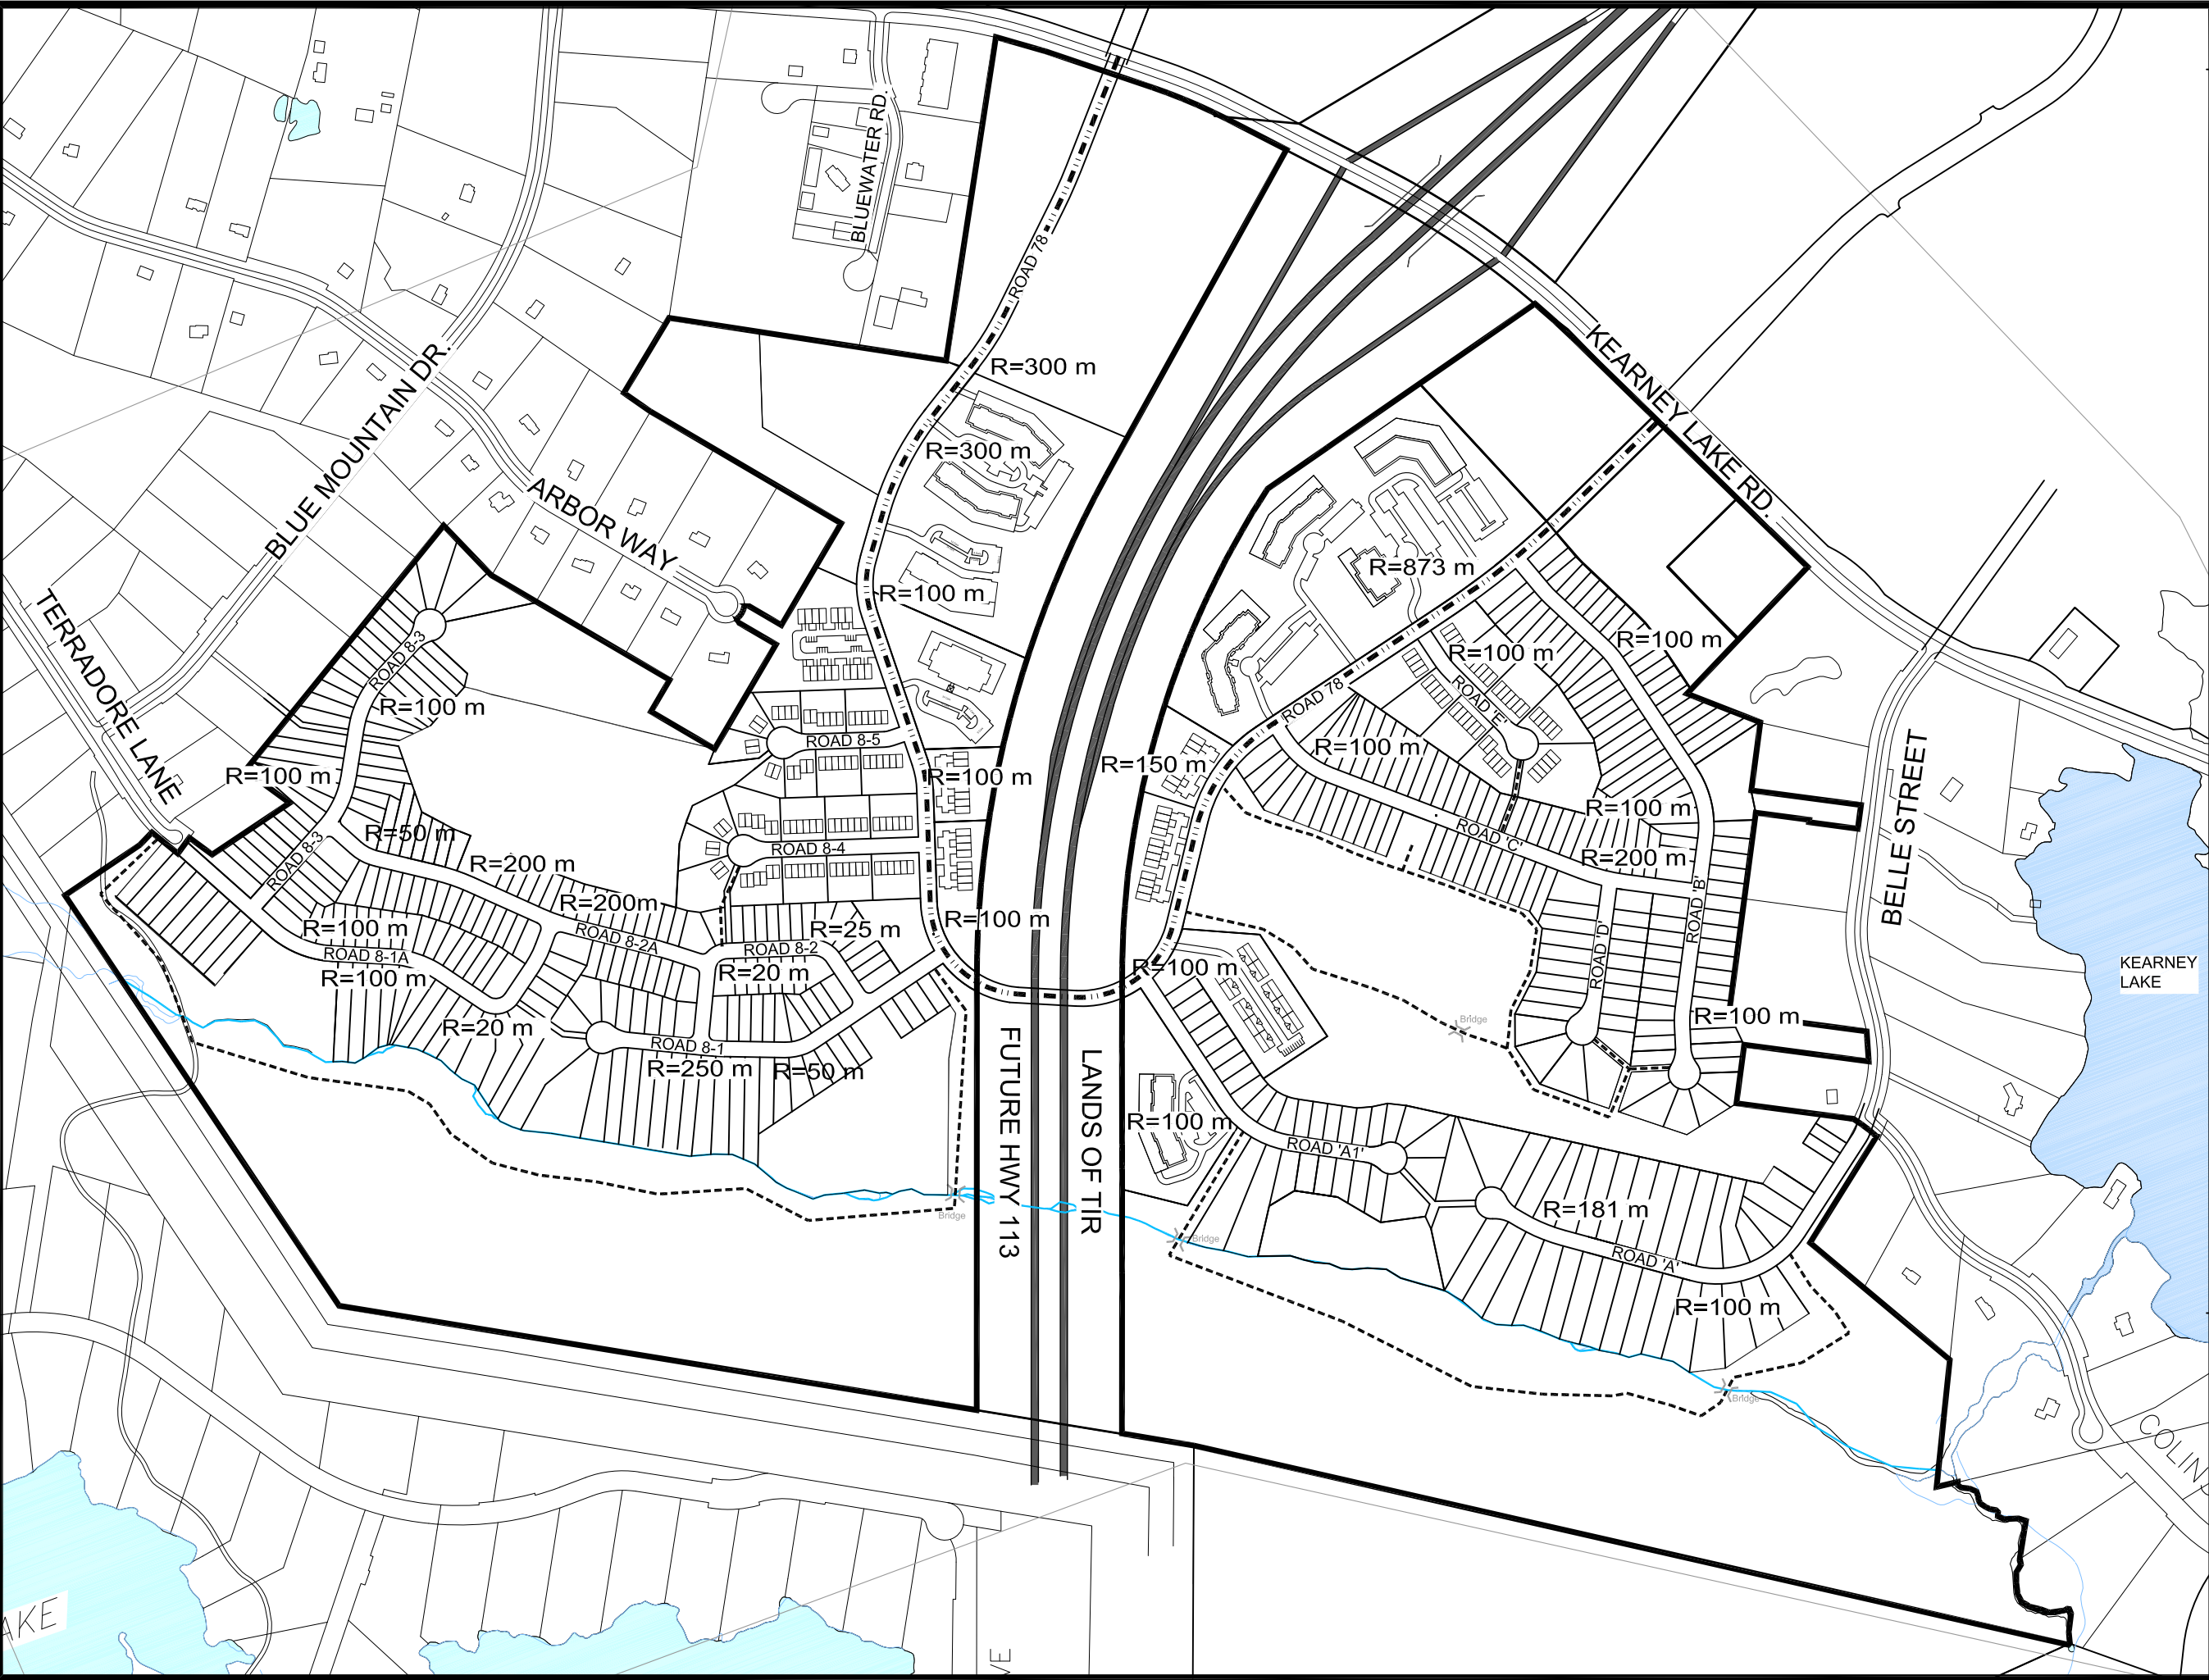 BLUEWATER RD.
ROAD 78
KEARNEY LAKE RD.
R=300 m
BLUE MOUNTAIN DR.
R=300 m
ARBOR WAY
R=873 m
R=100 m
TERRADORE LANE
ROAD 8-3
R=100 m
R=100 m
R=100 m
ROAD 'E'
ROAD 78
ROAD 8-5
R=100 m
R=150 m
R=100 m
R=100 m
BELLE STREET
R=100 m
R=50 m
ROAD 'C'
ROAD 8-4
ROAD 8-3
R=200 m
R=200 m
R=200m
ROAD 'B'
R=100 m
R=100 m
R=25 m
ROAD 8-2A
ROAD 8-2
ROAD 'D'
ROAD 8-1A
R=100 m
R=20 m
R=100 m
KEARNEY
LAKE
R=20 m
Bridge
R=100 m
ROAD 8-1
R=250 m
R=50 m
FUTURE HWY 113
LANDS OF TIR
R=100 m
ROAD 'A1'
R=181 m
Bridge
Bridge
ROAD 'A'
R=100 m
Bridge
COLIN
AKE
VE